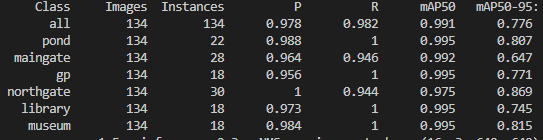 Class Images Instances P R mAP50 mAP50-95:
all 134 134 0.978 0.982 0.991 0.776
pond 134 22 0.988 1 0.995 0.807
maingate 134 28 0.964 0.946 0.992 0.647
gp 134 18 0.956 1 0.995 0.771
northgate 134 30 1 0.944 0.975 0.869
library 134 18 0.973 1 0.995 0.745
museum 134 18 0.984 1 0.995 0.815